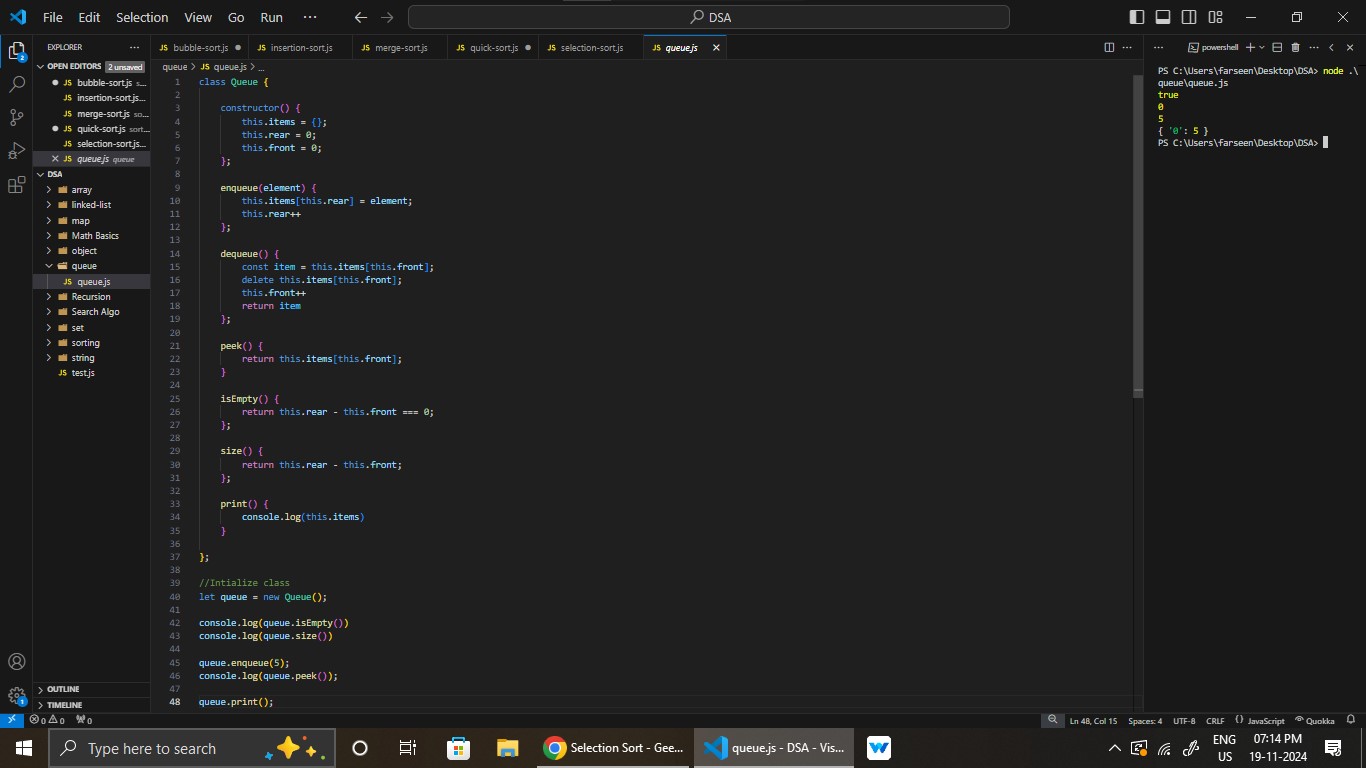 File Edit Selection View Go Run ··· DSA
EXPLORER ···
OPEN EDITORS 2 unsaved
bubble-sort.js s...
JS insertion-sort.js...
JS merge-sort.js so...
JS quick-sort.js sort...
JS selection-sort.js...
JS queue.js queue
DSA
array
linked-list
map
Math Basics
object
queue
JS queue.js
Recursion
Search Algo
set
sorting
string
JS test.js
OUTLINE
TIMELINE
JS bubble-sort.js JS insertion-sort.js JS merge-sort.js JS quick-sort.js JS selection-sort.js JS queue.js
queue > JS queue.js > ...
1 class Queue {
2
3 constructor() {
4 this.items = {};
5 this.rear = 0;
6 this.front = 0;
7 };
8
9 enqueue(element) {
10 this.items[this.rear] = element;
11 this.rear++
12 };
13
14 dequeue() {
15 const item = this.items[this.front];
16 delete this.items[this.front];
17 this.front++
18 return item
19 };
20
21 peek() {
22 return this.items[this.front];
23 }
24
25 isEmpty() {
26 return this.rear - this.front === 0;
27 };
28
29 size() {
30 return this.rear - this.front;
31 };
32
33 print() {
34 console.log(this.items)
35 }
36
37 };
38
39 //Intialize class
40 let queue = new Queue();
41
42 console.log(queue.isEmpty())
43 console.log(queue.size())
44
45 queue.enqueue(5);
46 console.log(queue.peek());
47
48 queue.print();
powershell
PS C:\Users\farseen\Desktop\DSA> node .\
queue\queue.js
true
0
5
{ '0': 5 }
PS C:\Users\farseen\Desktop\DSA>
0 0 0 Ln 48, Col 15 Spaces: 4 UTF-8 CRLF {} JavaScript Quokka
Type here to search Selection Sort - Gee... queue.js - DSA - Vis... ENG 07:14 PM
US 19-11-2024